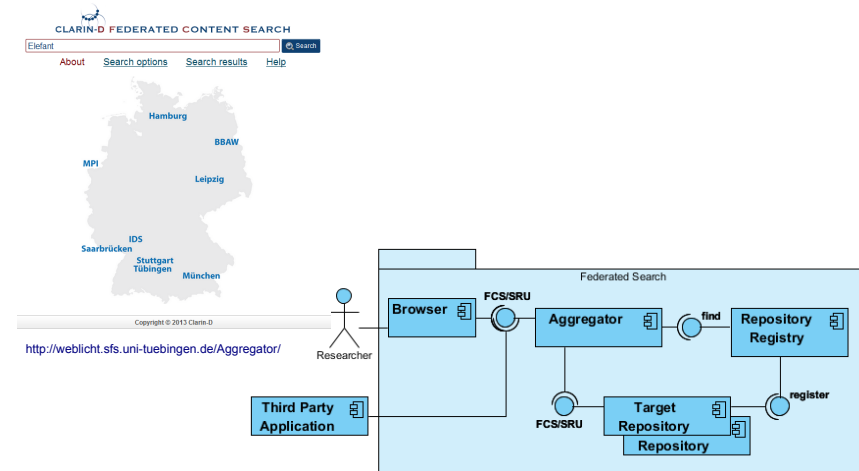 CLARIN-D FEDERATED CONTENT SEARCH
Elefant
Search
About Search options Search results Help
Hamburg
BBAW
MPI
Leipzig
IDS
Saarbrücken
Stuttgart
Tübingen
München
Copyright © 2013 Clarin-D
http://weblicht.sfs.uni-tuebingen.de/Aggregator/
Researcher
Federated Search
Browser
FCS/SRU
Aggregator
find
Repository
Registry
Third Party
Application
FCS/SRU
Target
Repository
Repository
register